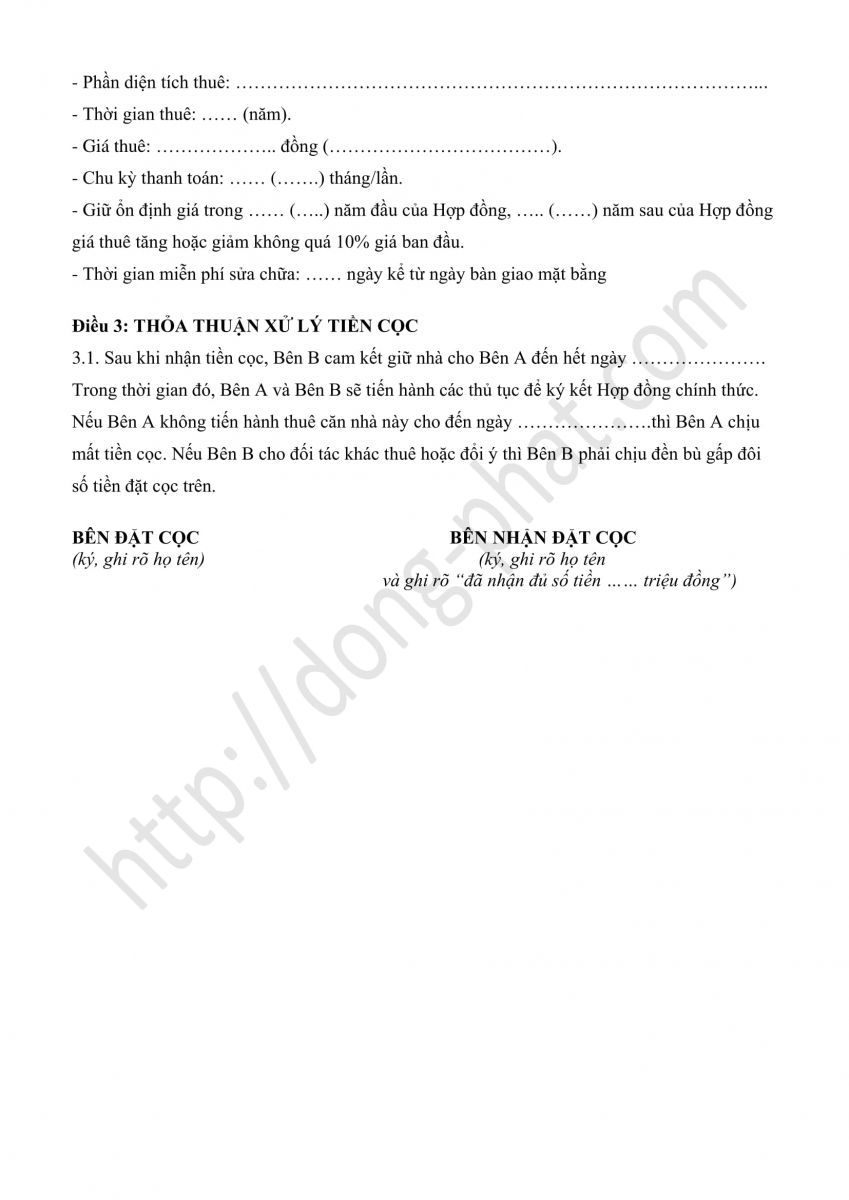 - Phần diện tích thuê: …………………………………………………………………………...
- Thời gian thuê: …… (năm).
- Giá thuê: ……………….. đồng (………………………………).
- Chu kỳ thanh toán: …… (…….) tháng/lần.
- Giữ ổn định giá trong …… (…..) năm đầu của Hợp đồng, ….. (……) năm sau của Hợp đồng
giá thuê tăng hoặc giảm không quá 10% giá ban đầu.
- Thời gian miễn phí sửa chữa: …… ngày kể từ ngày bàn giao mặt bằng
Điều 3: THỎA THUẬN XỬ LÝ TIỀN CỌC
3.1. Sau khi nhận tiền cọc, Bên B cam kết giữ nhà cho Bên A đến hết ngày ………………….
Trong thời gian đó, Bên A và Bên B sẽ tiến hành các thủ tục để ký kết Hợp đồng chính thức.
Nếu Bên A không tiến hành thuê căn nhà này cho đến ngày ………………….thì Bên A chịu
mất tiền cọc. Nếu Bên B cho đối tác khác thuê hoặc đổi ý thì Bên B phải chịu đền bù gấp đôi
số tiền đặt cọc trên.
BÊN ĐẶT CỌC
(ký, ghi rõ họ tên)
BÊN NHẬN ĐẶT CỌC
(ký, ghi rõ họ tên
và ghi rõ “đã nhận đủ số tiền …… triệu đồng”)
http://dong-phat.com